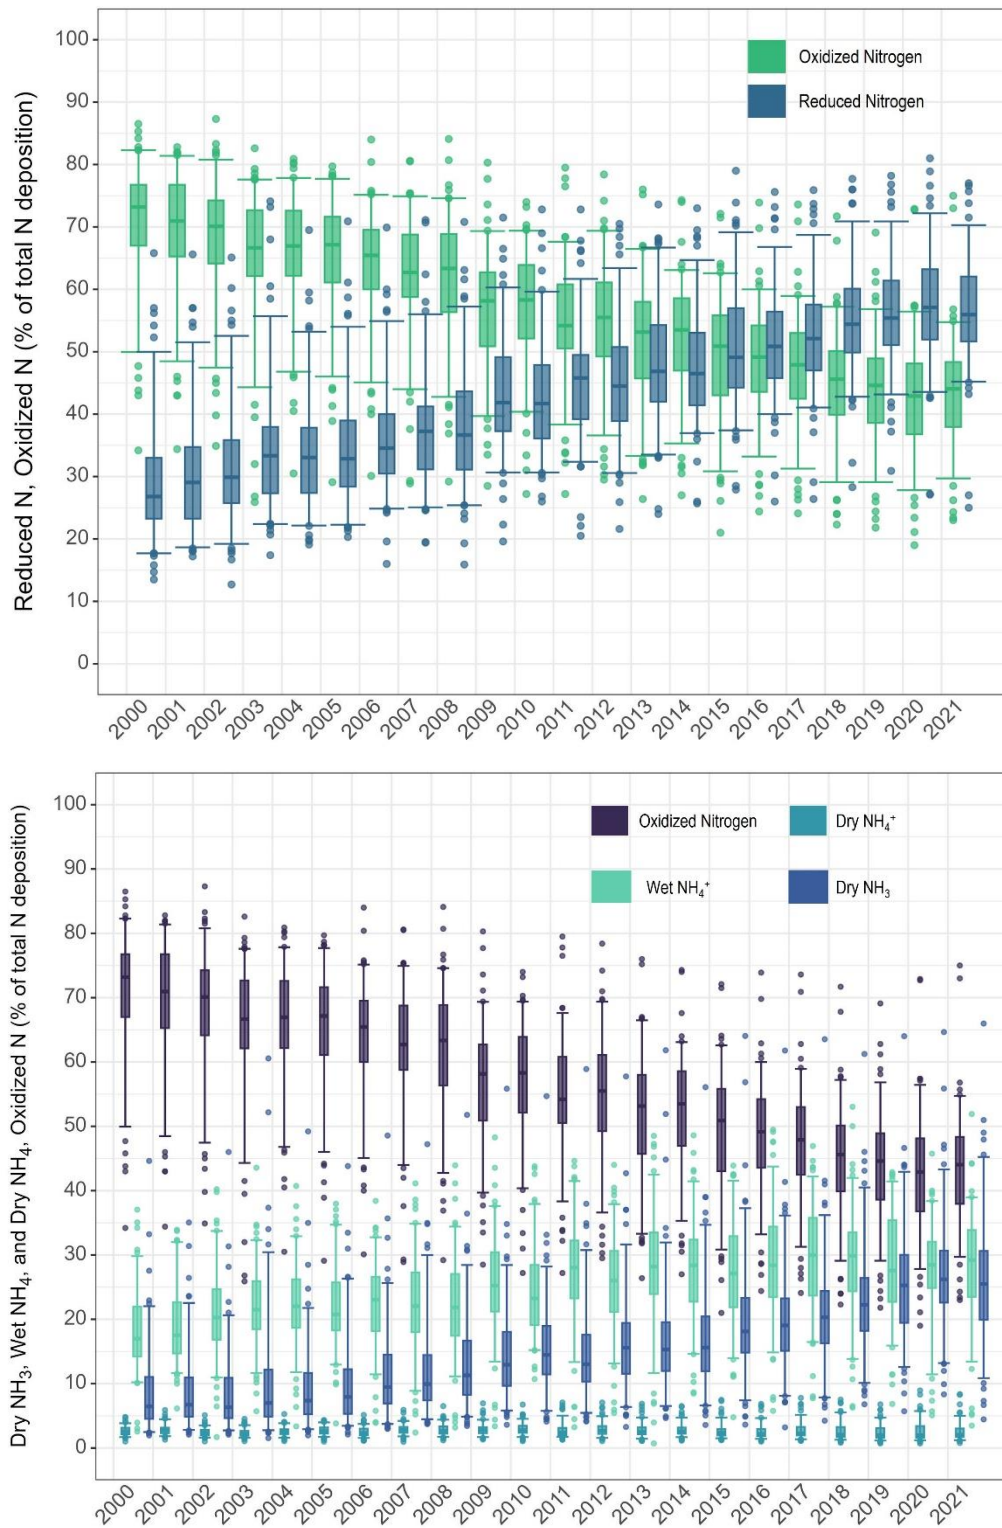 Reduced N, Oxidized N (% of total N deposition)
100
90
80
70
60
50
40
30
20
10
0
Oxidized Nitrogen
Reduced Nitrogen
2000 2001 2002 2003 2004 2005 2006 2007 2008 2009 2010 2011 2012 2013 2014 2015 2016 2017 2018 2019 2020 2021
Dry NH₃, Wet NH₄, and Dry NH₄, Oxidized N (% of total N deposition)
100
90
80
70
60
50
40
30
20
10
0
Oxidized Nitrogen
Dry NH₄⁺
Wet NH₄⁺
Dry NH₃
2000 2001 2002 2003 2004 2005 2006 2007 2008 2009 2010 2011 2012 2013 2014 2015 2016 2017 2018 2019 2020 2021